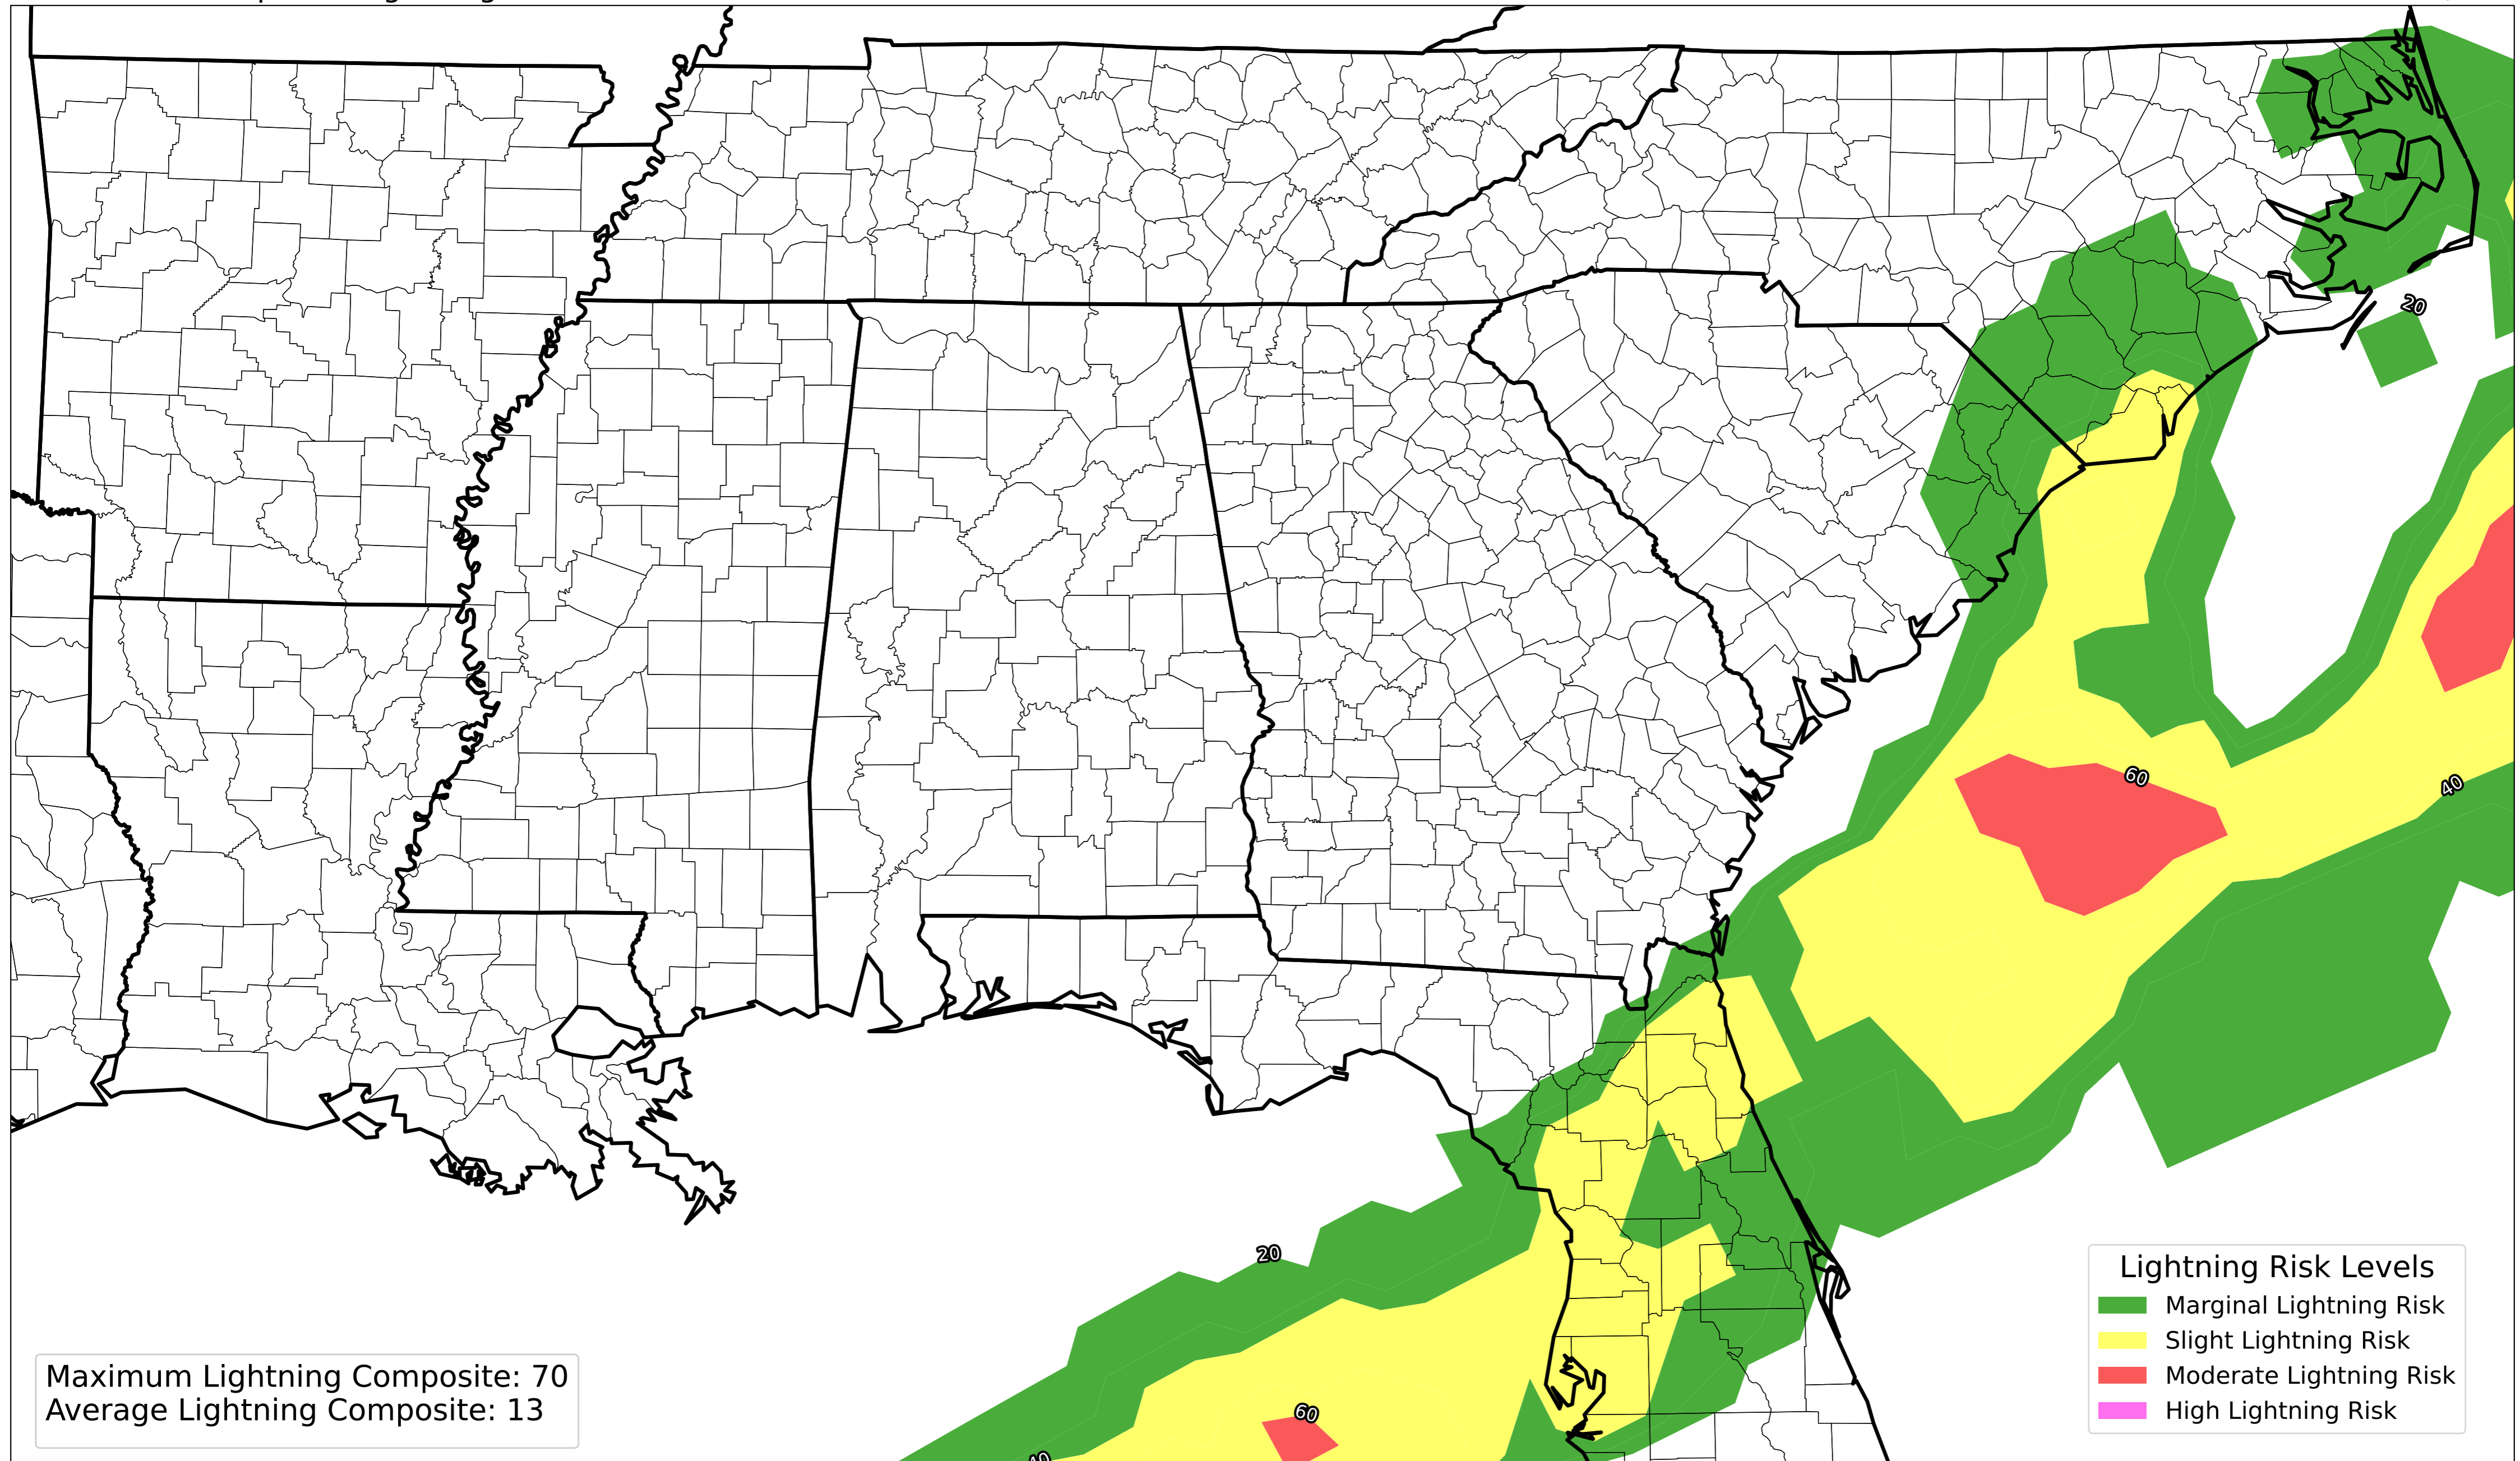 20
60
40
20
60
Lightning Risk Levels
Marginal Lightning Risk
Slight Lightning Risk
Moderate Lightning Risk
High Lightning Risk
Maximum Lightning Composite: 70
Average Lightning Composite: 13